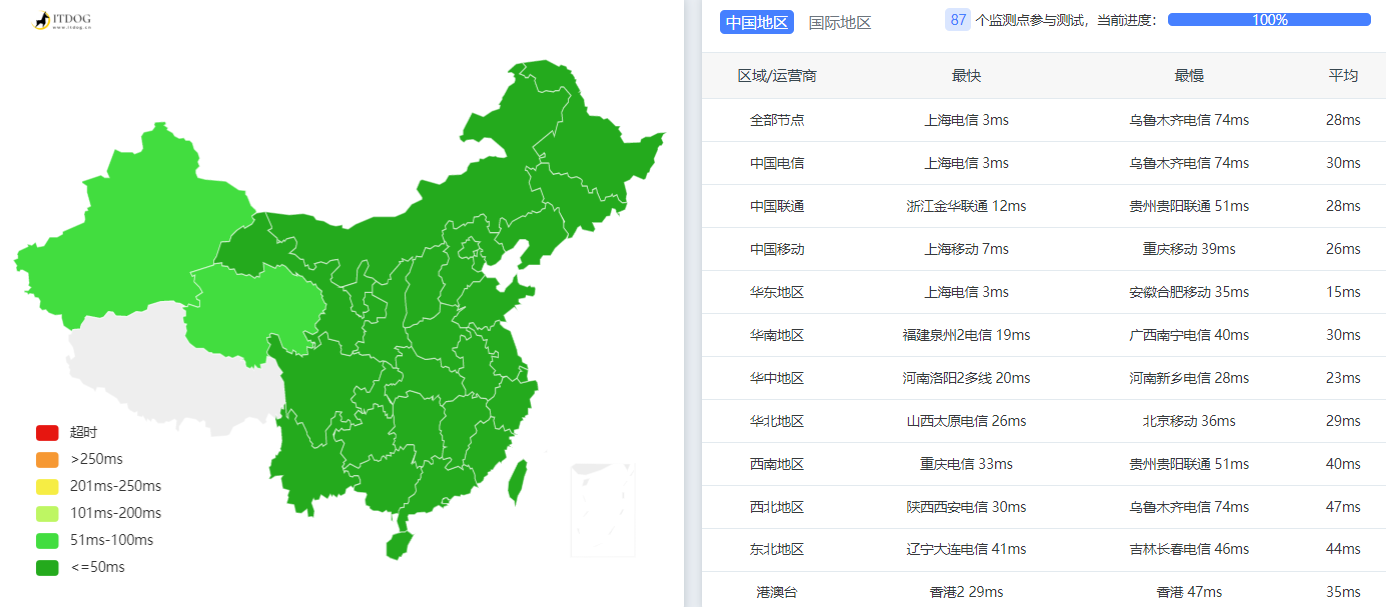 ITDOG
www.itdog.cn
超时
>250ms
201ms-250ms
101ms-200ms
51ms-100ms
<=50ms
中国地区 国际地区 87 个监测点参与测试，当前进度： 100%
区域/运营商 最快 最慢 平均
全部节点 上海电信 3ms 乌鲁木齐电信 74ms 28ms
中国电信 上海电信 3ms 乌鲁木齐电信 74ms 30ms
中国联通 浙江金华联通 12ms 贵州贵阳联通 51ms 28ms
中国移动 上海移动 7ms 重庆移动 39ms 26ms
华东地区 上海电信 3ms 安徽合肥移动 35ms 15ms
华南地区 福建泉州2电信 19ms 广西南宁电信 40ms 30ms
华中地区 河南洛阳2多线 20ms 河南新乡电信 28ms 23ms
华北地区 山西太原电信 26ms 北京移动 36ms 29ms
西南地区 重庆电信 33ms 贵州贵阳联通 51ms 40ms
西北地区 陕西西安电信 30ms 乌鲁木齐电信 74ms 47ms
东北地区 辽宁大连电信 41ms 吉林长春电信 46ms 44ms
港澳台 香港2 29ms 香港 47ms 35ms